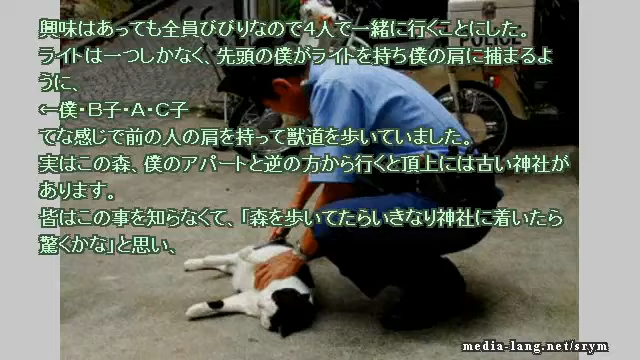 興味はあっても全員びびりなので4人で一緒に行くことにした。
ライトは一つしかなく、先頭の僕がライトを持ち僕の肩に捕まるよ
うに、
←僕・B子・A・C子
てな感じで前の人の肩を持って獣道を歩いていました。
実はこの森、僕のアパートと逆の方から行くと頂上には古い神社が
あります。
皆はこの事を知らなくて、「森を歩いてたらいきなり神社に着いたら
驚くかな」と思い、
POLICE
media-lang.net/srym